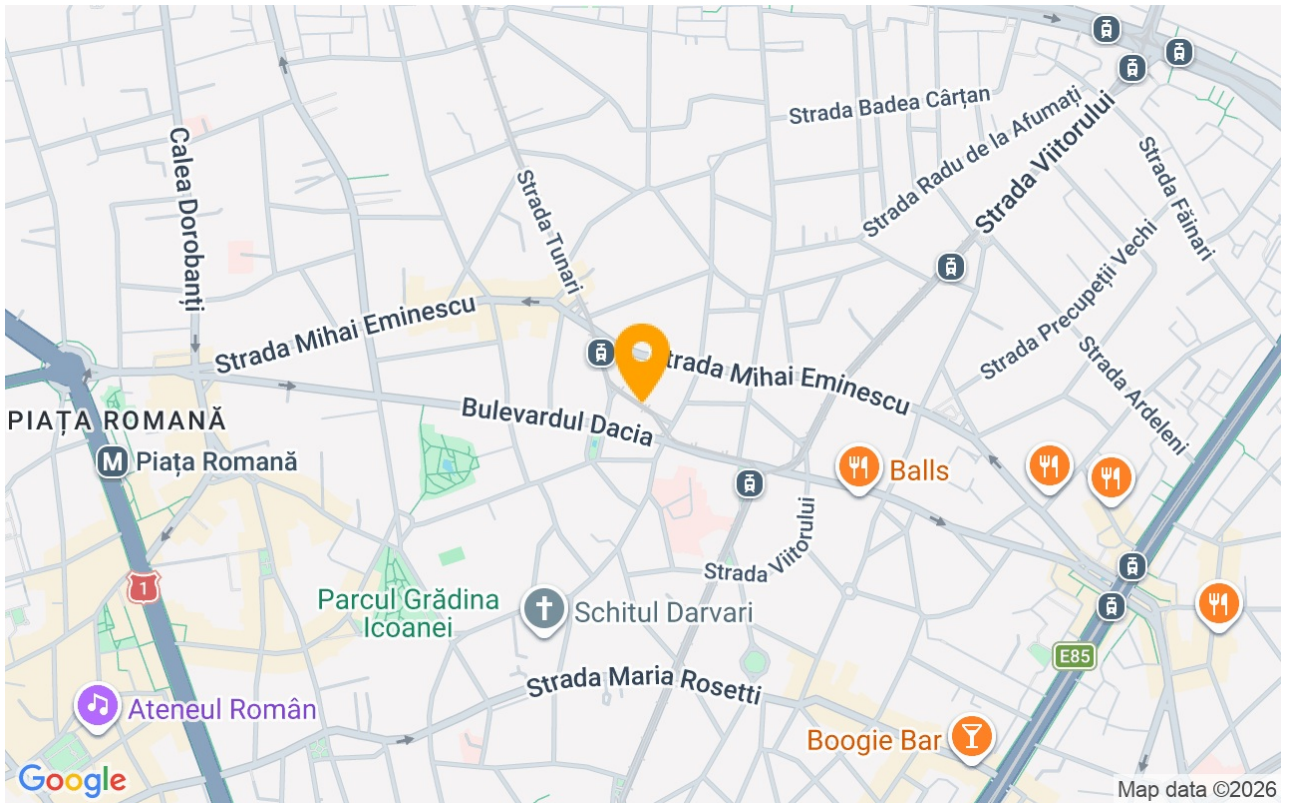 Strada Badea Cârțan
Strada Radu de la Afumați
Strada Viitorului
Strada Făinari
Calea Dorobanți
Strada Tunari
Strada Precupeții Vechi
Strada Mihai Eminescu
trada Mihai Eminescu
Strada Ardeleni
Bulevardul Dacia
PIAȚA ROMANĂ
M
Piața Romană
Balls
1
Strada Viitorului
Parcul Grădina
Icoanei
Schitul Darvari
E85
Strada Maria Rosetti
Ateneul Român
Boogie Bar
Google
Map data ©2026